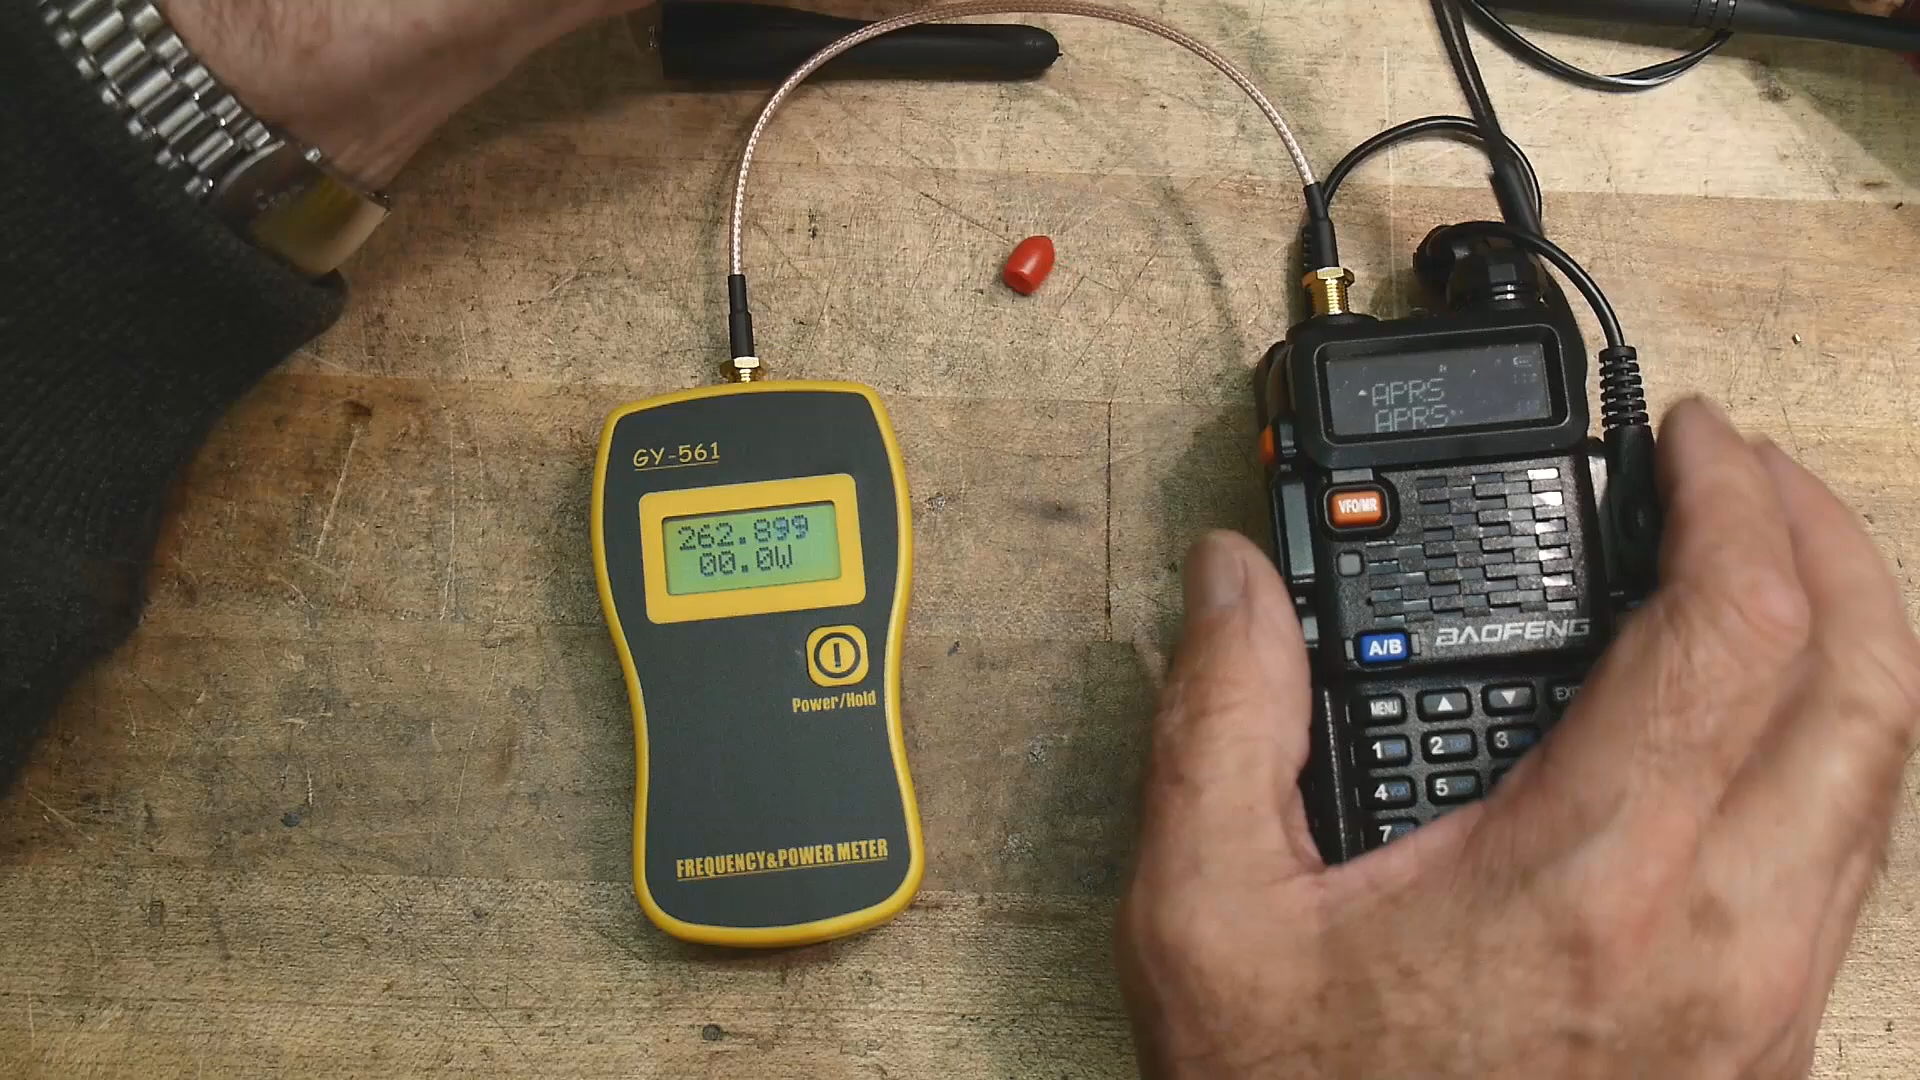 GY-561
262.899
00.0W
Power/Hold
FREQUENCY&POWER METER
APRS
APRS
VFO/MR
BAOFENG
A/B
MENU
1
2
3
4
5
7